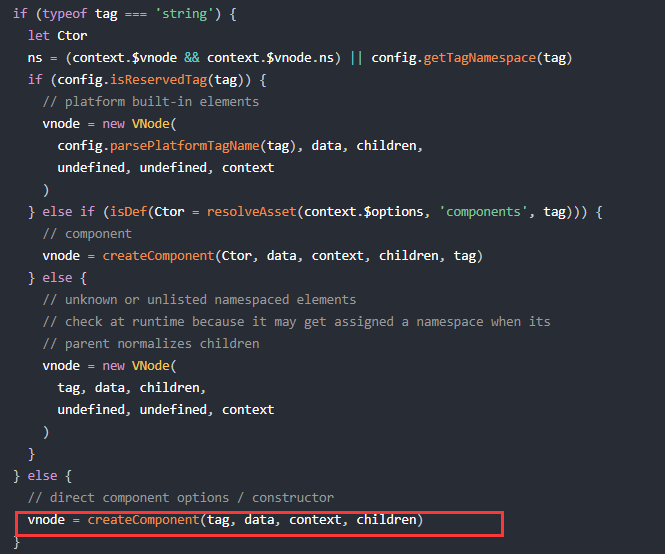 if (typeof tag === 'string') {
let Ctor
ns = (context.$vnode && context.$vnode.ns) || config.getTagNamespace(tag)
if (config.isReservedTag(tag)) {
// platform built-in elements
vnode = new VNode(
config.parsePlatformTagName(tag), data, children,
undefined, undefined, context
)
} else if (isDef(Ctor = resolveAsset(context.$options, 'components', tag))) {
// component
vnode = createComponent(Ctor, data, context, children, tag)
} else {
// unknown or unlisted namespaced elements
// check at runtime because it may get assigned a namespace when its
// parent normalizes children
vnode = new VNode(
tag, data, children,
undefined, undefined, context
)
}
} else {
// direct component options / constructor
vnode = createComponent(tag, data, context, children)
}